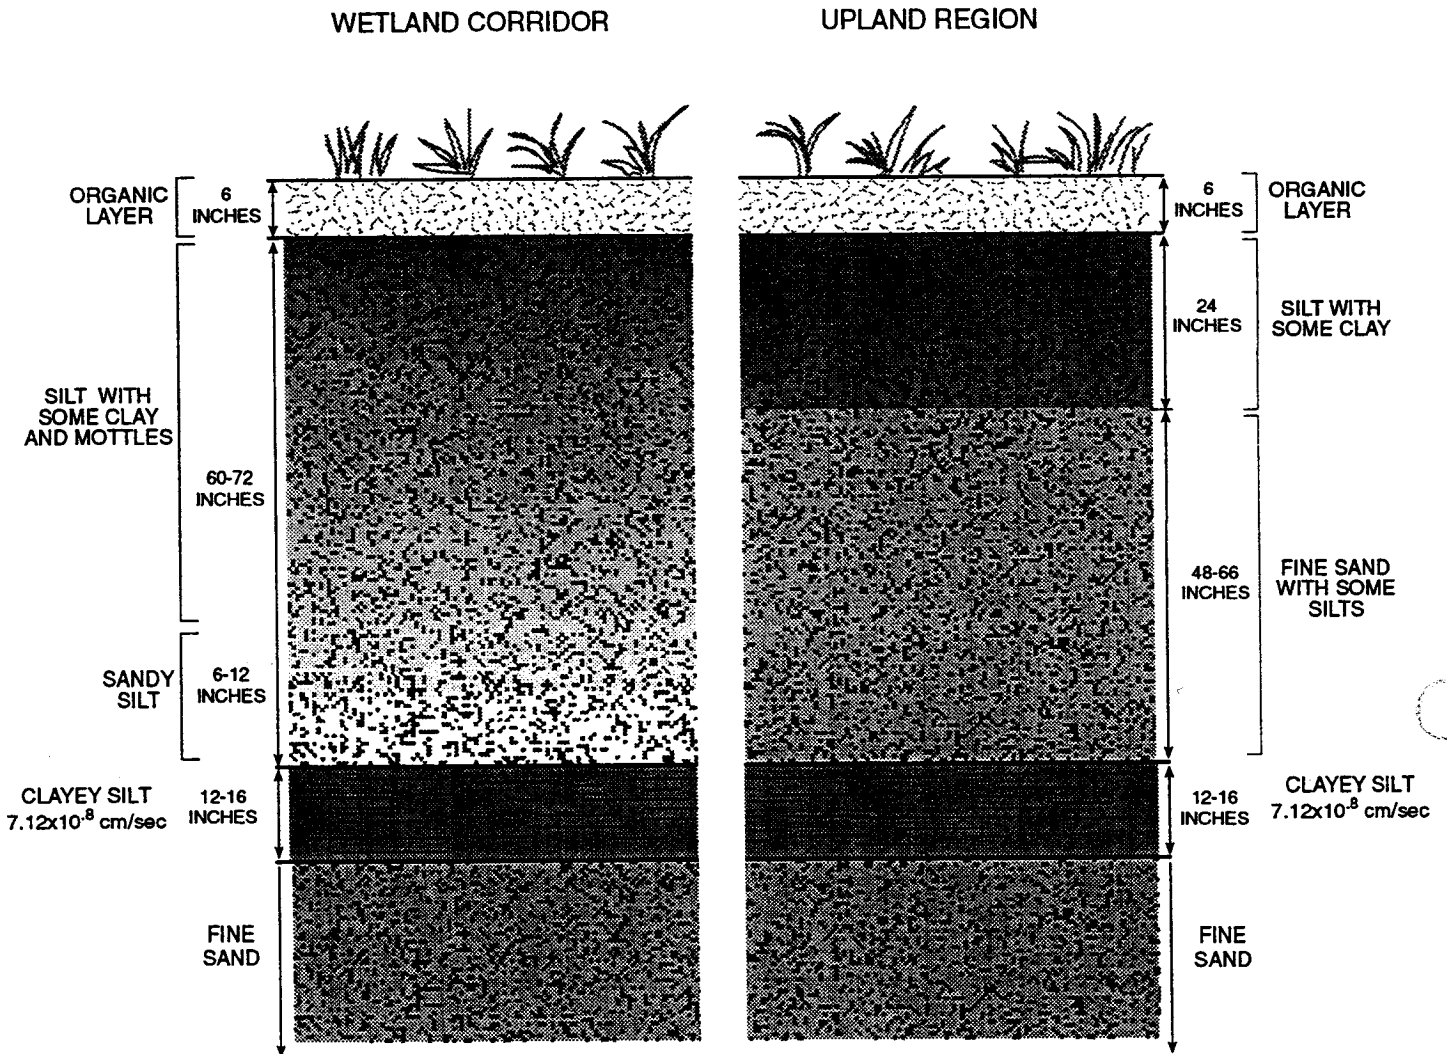 WETLAND CORRIDOR
UPLAND REGION
ORGANIC
LAYER
6
INCHES
SILT WITH
SOME CLAY
AND MOTTLES
60-72
INCHES
SANDY
SILT
6-12
INCHES
CLAYEY SILT
7.12x10-8 cm/sec
12-16
INCHES
FINE
SAND
6
INCHES
ORGANIC
LAYER
24
INCHES
SILT WITH
SOME CLAY
48-66
INCHES
FINE SAND
WITH SOME
SILTS
12-16
INCHES
CLAYEY SILT
7.12x10-8 cm/sec
FINE
SAND